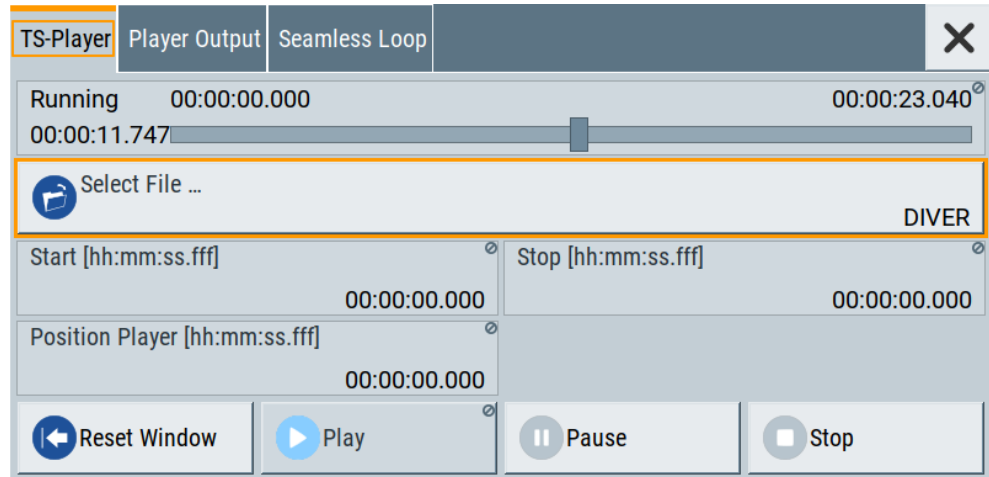 TS-Player Player Output Seamless Loop
Running 00:00:00.000 00:00:23.040
00:00:11.747
Select File ...
DIVER
Start [hh:mm:ss.fff] Stop [hh:mm:ss.fff]
00:00:00.000 00:00:00.000
Position Player [hh:mm:ss.fff]
00:00:00.000
Reset Window Play Pause Stop